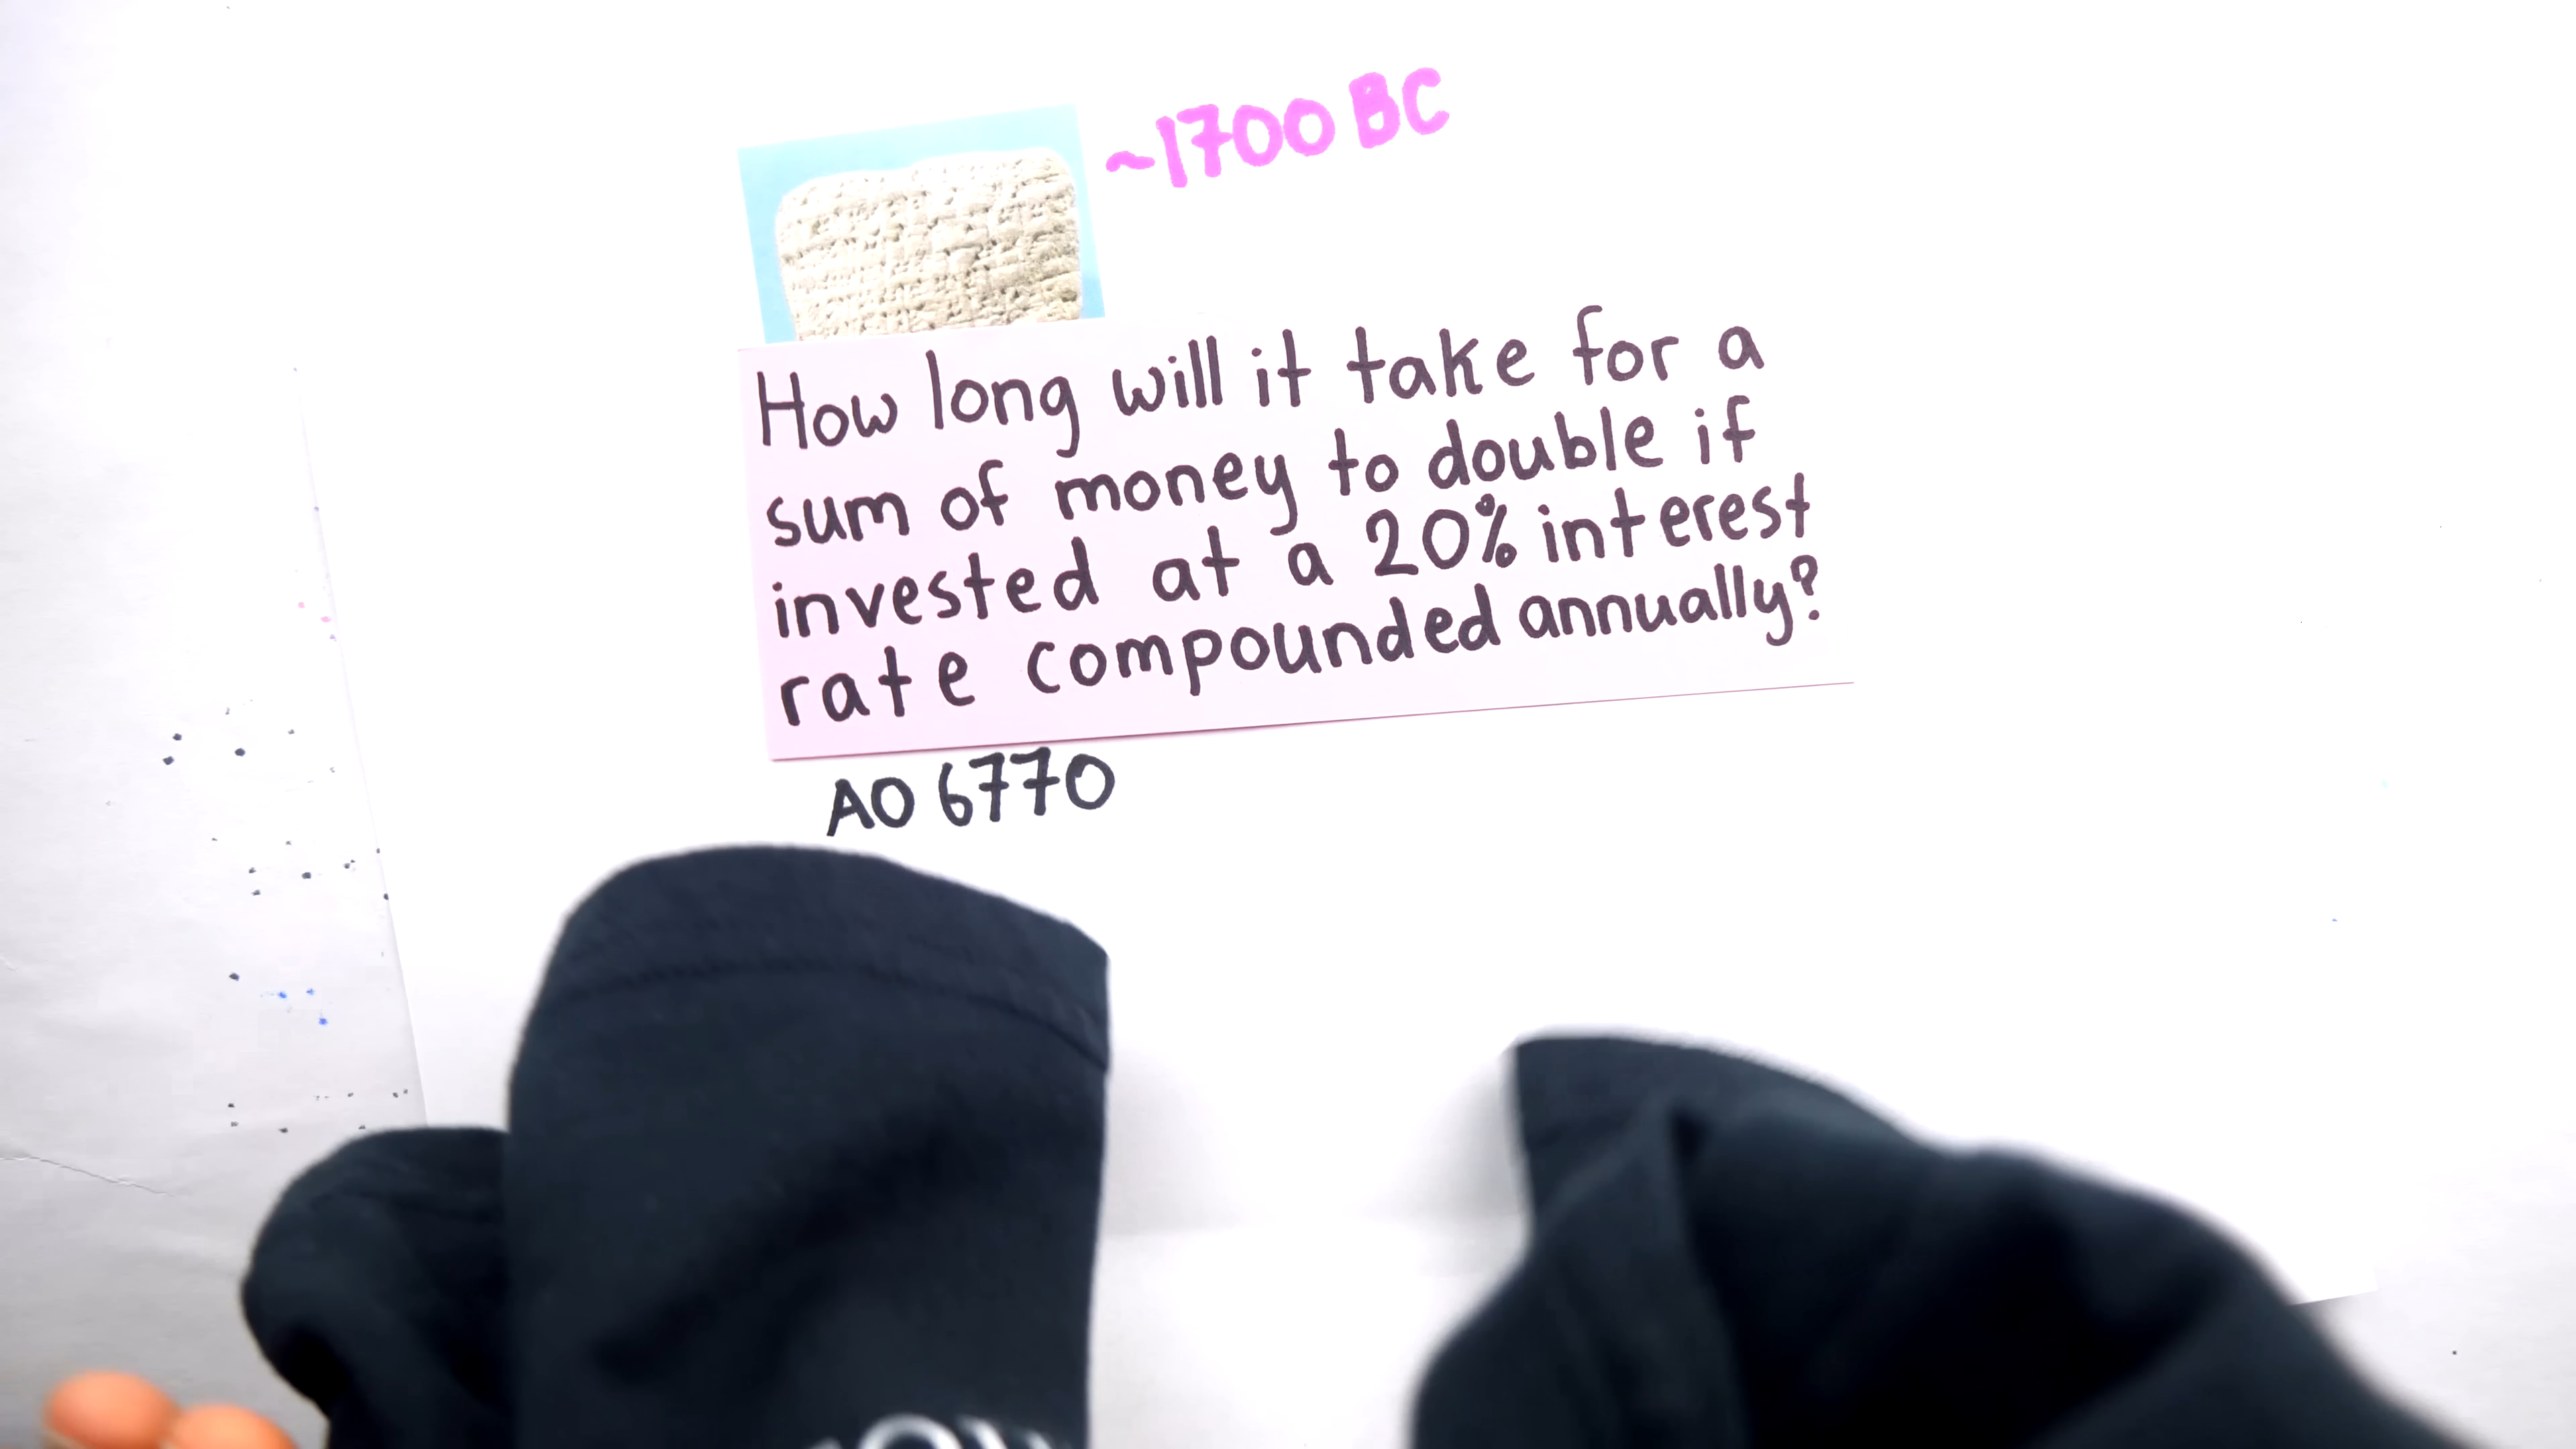 ~1700 BC
How long will it take for a
sum of money to double if
invested at a 20% interest
rate compounded annually?
AO 6770